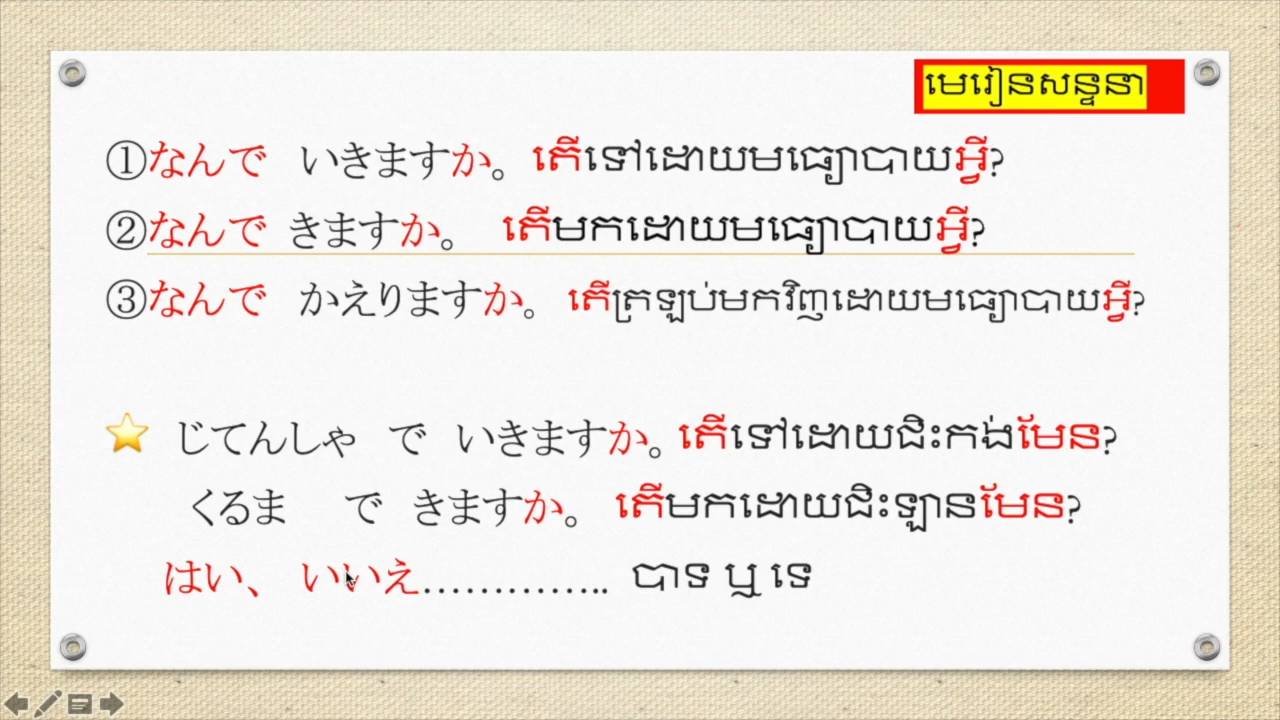 មេរៀនសន្ទនា
①なんで いきますか。 តើទៅដោយមធ្យោបាយអ្វី?
②なんで きますか。 តើមកដោយមធ្យោបាយអ្វី?
③なんで かえりますか。 តើត្រឡប់មកវិញដោយមធ្យោបាយអ្វី?
じてんしゃ で いきますか。តើទៅដោយជិះកង់មែន?
くるま で きますか。 តើមកដោយជិះឡានមែន?
はい、 いいえ………….. បាទ ឬ ទេ